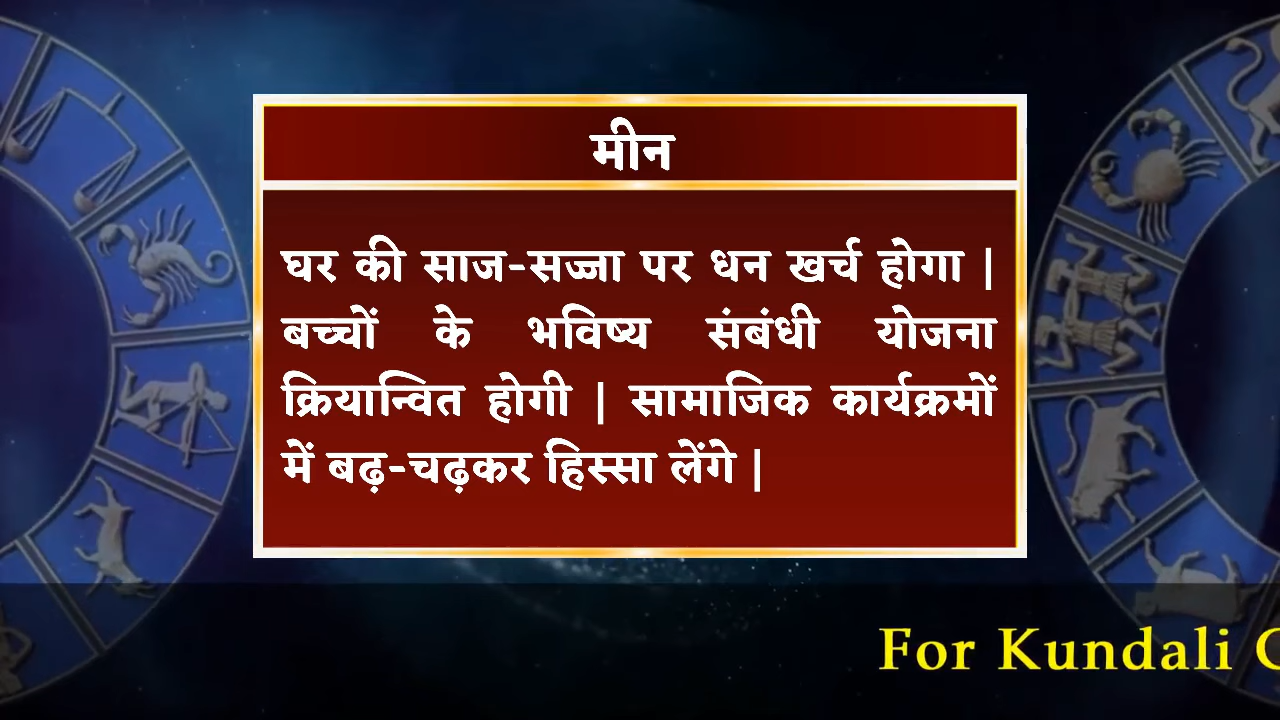 मीन
घर की साज-सज्जा पर धन खर्च होगा |
बच्चों के भविष्य संबंधी योजना
क्रियान्वित होगी | सामाजिक कार्यक्रमों
में बढ़-चढ़कर हिस्सा लेंगे |
For Kundali